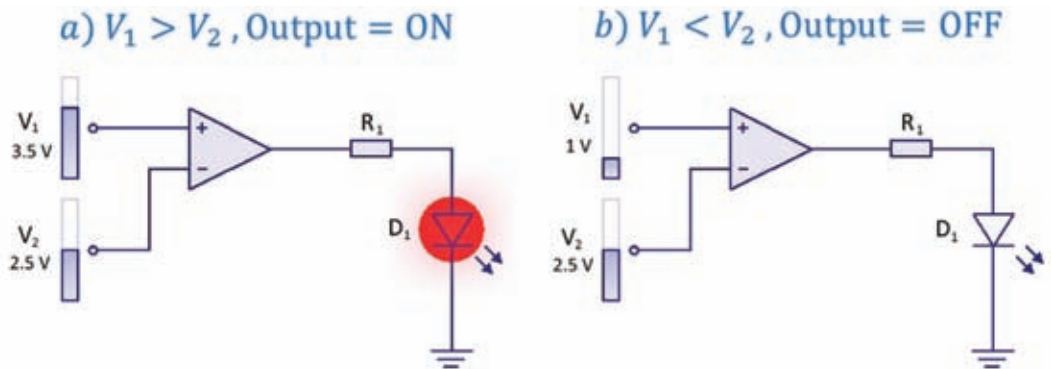 a) V₁ > V₂ , Output = ON
V₁
3.5 V
V₂
2.5 V
+
−
R₁
D₁
b) V₁ < V₂ , Output = OFF
V₁
1 V
V₂
2.5 V
+
−
R₁
D₁